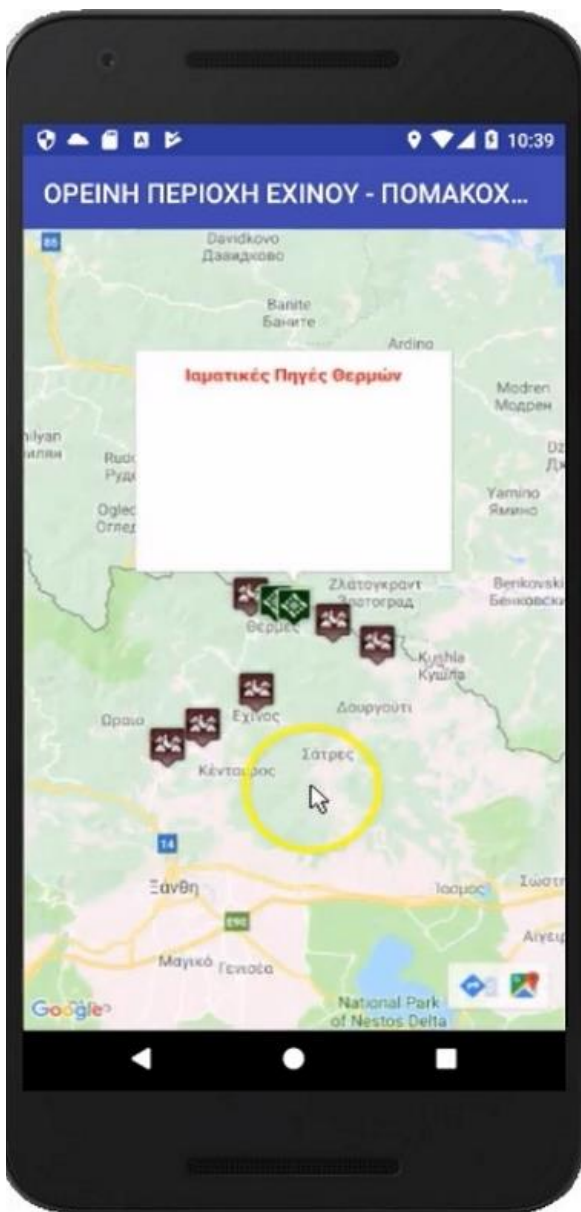 10:39
ΟΡΕΙΝΗ ΠΕΡΙΟΧΗ ΕΧΙΝΟΥ - ΠΟΜΑΚΟΧ...
86
Davidkovo
Давидково
Banite
Баните
Ardino
Ιαματικές Πηγές Θερμών
Modren
Модрен
Yamino
Ямино
Ζλάτογκραντ
Златоград
Benkovski
Бенковски
Θέρμες
Kushla
Кушла
Ωραίο
Εχίνος
Δουργούτι
Σάτρες
Κένταυρος
14
Ξάνθη
Ίασμος
E90
Μαγικό
Γενισέα
National Park
of Nestos Delta
Google